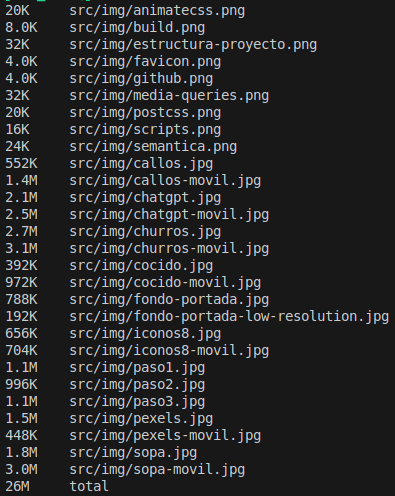 20K src/img/animatecss.png
8.0K src/img/build.png
32K src/img/estructura-proyecto.png
4.0K src/img/favicon.png
4.0K src/img/github.png
32K src/img/media-queries.png
20K src/img/postcss.png
16K src/img/scripts.png
24K src/img/semantica.png
552K src/img/callos.jpg
1.4M src/img/callos-movil.jpg
2.1M src/img/chatgpt.jpg
2.5M src/img/chatgpt-movil.jpg
2.7M src/img/churros.jpg
3.1M src/img/churros-movil.jpg
392K src/img/cocido.jpg
972K src/img/cocido-movil.jpg
788K src/img/fondo-portada.jpg
192K src/img/fondo-portada-low-resolution.jpg
656K src/img/iconos8.jpg
704K src/img/iconos8-movil.jpg
1.1M src/img/paso1.jpg
996K src/img/paso2.jpg
1.1M src/img/paso3.jpg
1.5M src/img/pexels.jpg
448K src/img/pexels-movil.jpg
1.8M src/img/sopa.jpg
3.0M src/img/sopa-movil.jpg
26M total